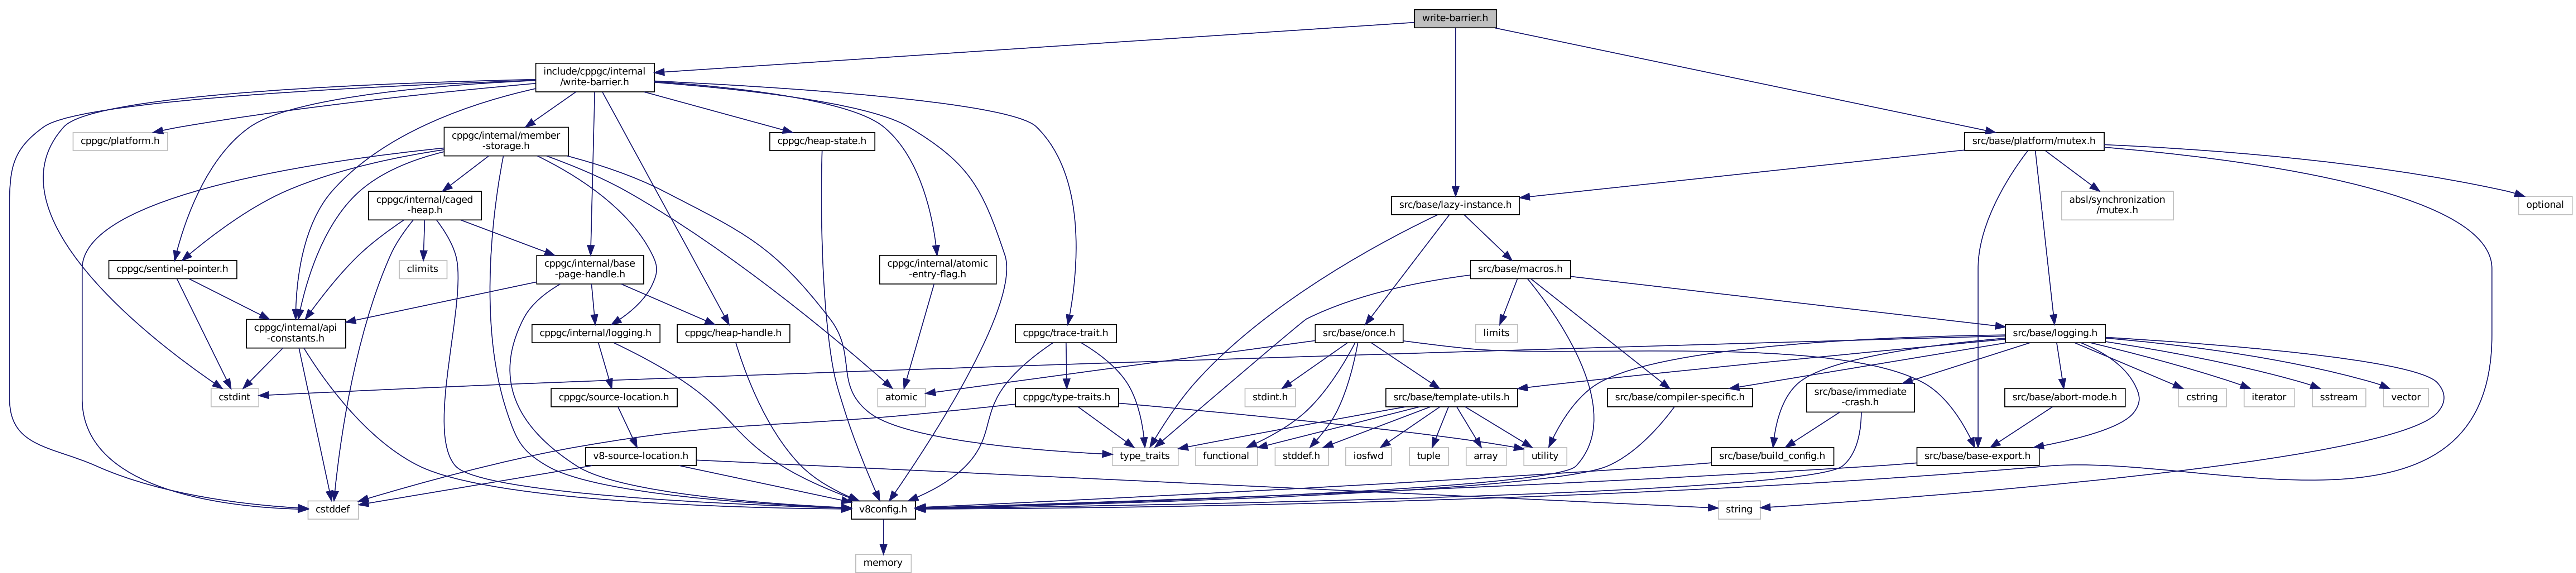 write-barrier.h
include/cppgc/internal
/write-barrier.h
cppgc/platform.h
cppgc/internal/member
-storage.h
cppgc/heap-state.h
src/base/platform/mutex.h
cppgc/internal/caged
-heap.h
src/base/lazy-instance.h
absl/synchronization
/mutex.h
optional
cppgc/sentinel-pointer.h
climits
cppgc/internal/base
-page-handle.h
cppgc/internal/atomic
-entry-flag.h
src/base/macros.h
cppgc/internal/api
-constants.h
cppgc/internal/logging.h
cppgc/heap-handle.h
cppgc/trace-trait.h
src/base/once.h
limits
src/base/logging.h
cstdint
cppgc/source-location.h
atomic
cppgc/type-traits.h
stdint.h
src/base/template-utils.h
src/base/compiler-specific.h
src/base/immediate
-crash.h
src/base/abort-mode.h
cstring
iterator
sstream
vector
v8-source-location.h
type_traits
functional
stddef.h
iosfwd
tuple
array
utility
src/base/build_config.h
src/base/base-export.h
cstddef
v8config.h
string
memory